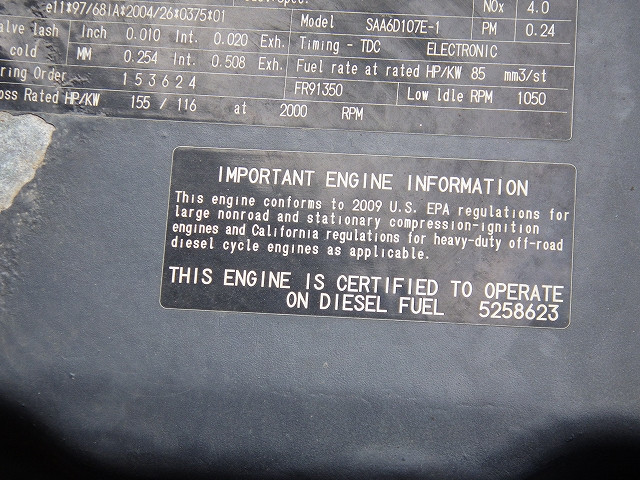 e11*97/68IA*2004/26*0375*01
NOx 4.0
lash Inch 0.010 Int. 0.020 Exh. Model SAA6D107E-1 PM 0.24
cold MM 0.254 Int. 0.508 Exh. Timing - TDC ELECTRONIC
Order 1 5 3 6 2 4 Fuel rate at rated HP/KW 85 mm3/st
Rated HP/KW 155 / 116 at 2000 RPM FR91350 Low Idle RPM 1050
IMPORTANT ENGINE INFORMATION
This engine conforms to 2009 U.S. EPA regulations for
large nonroad and stationary compression-ignition
engines and California regulations for heavy-duty off-road
diesel cycle engines as applicable.
THIS ENGINE IS CERTIFIED TO OPERATE
ON DIESEL FUEL 5258623